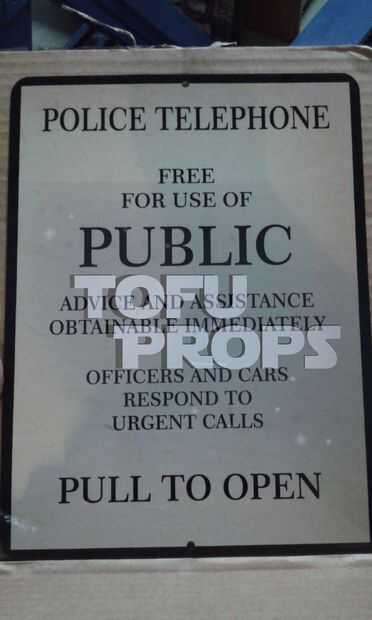 POLICE TELEPHONE
FREE
FOR USE OF
PUBLIC
TOFU
ADVICE AND ASSISTANCE
OBTAINABLE IMMEDIATELY
PROPS
OFFICERS AND CARS
RESPOND TO
URGENT CALLS
PULL TO OPEN